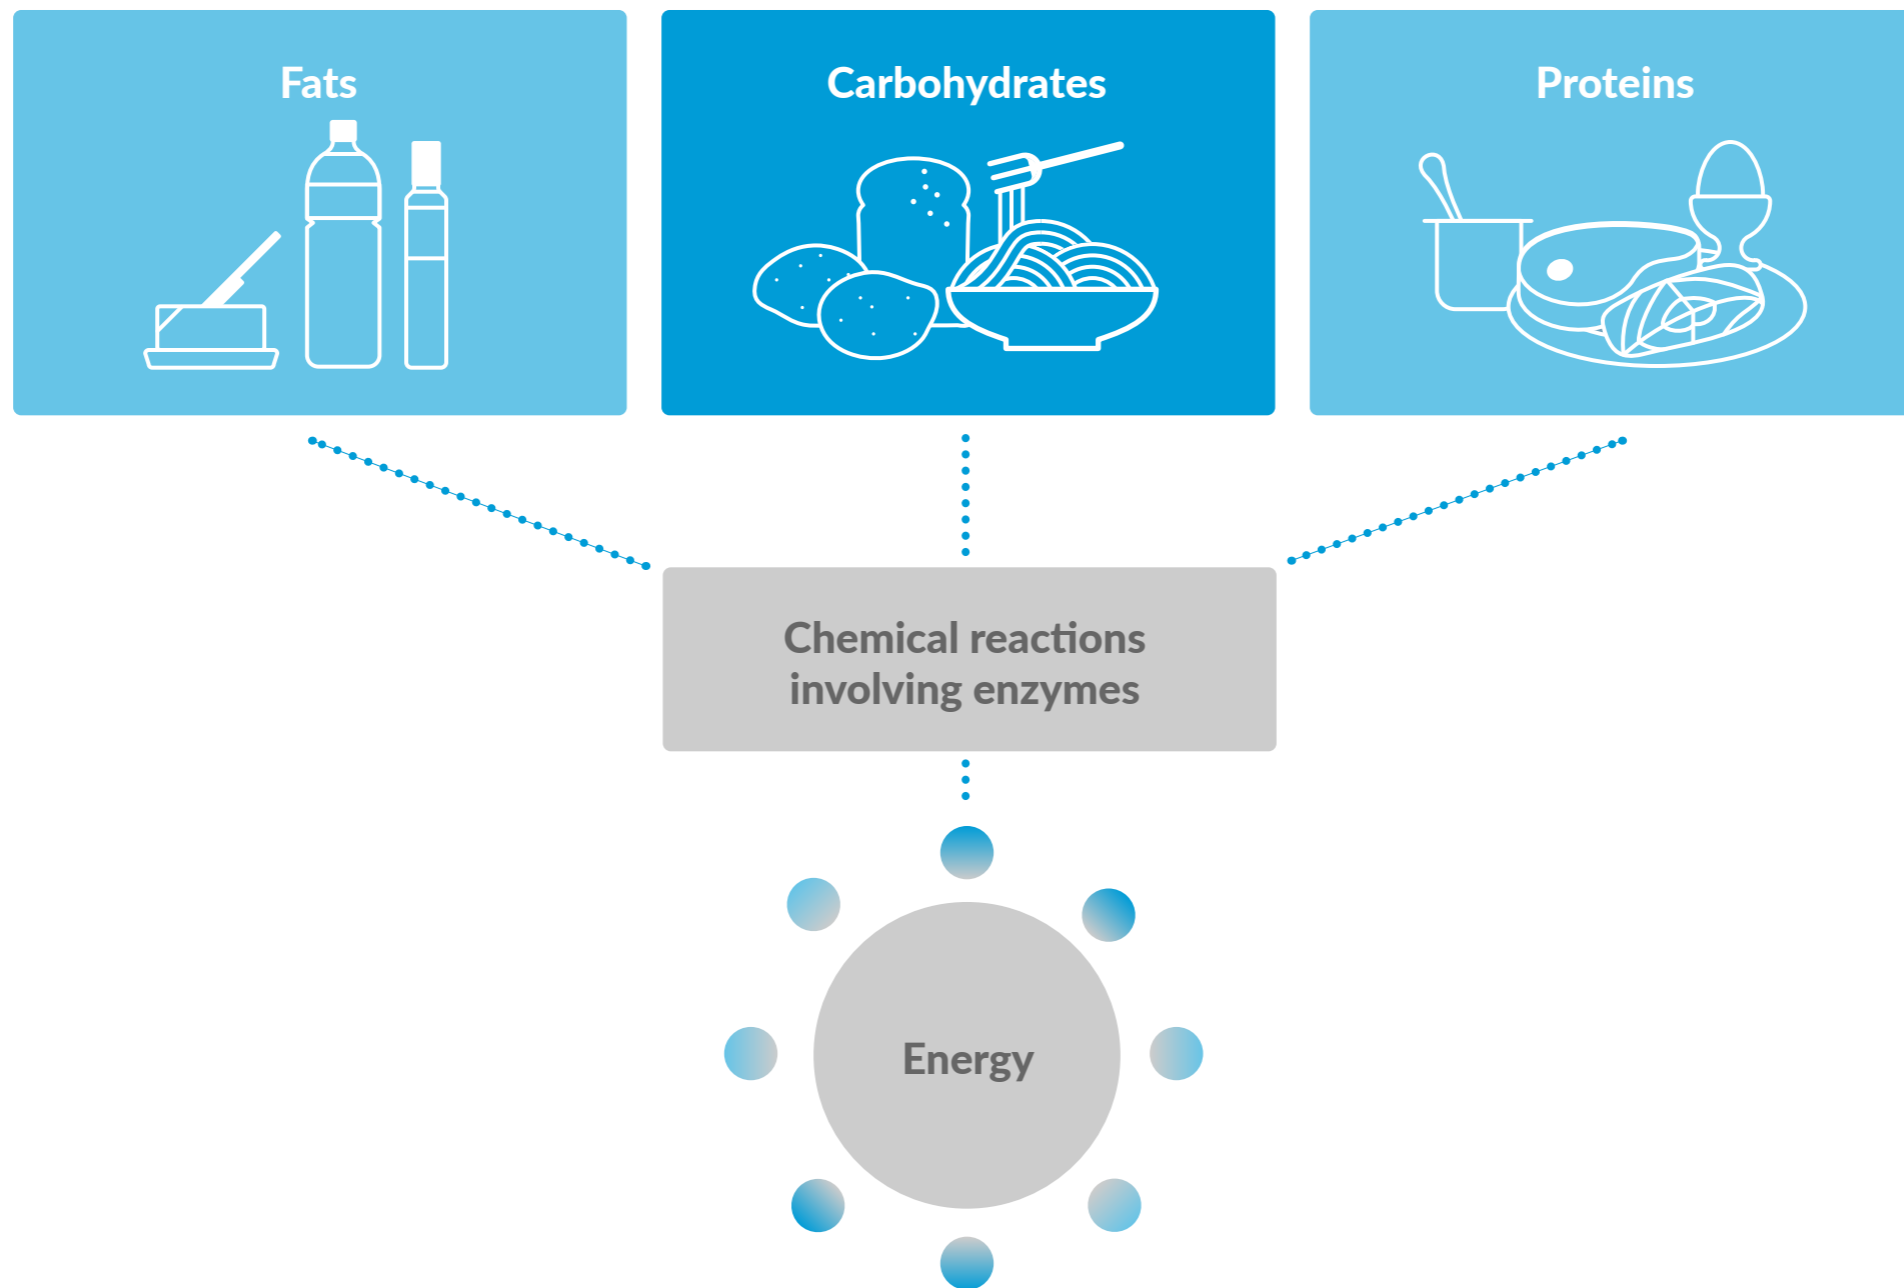 Fats
Carbohydrates
Proteins
Chemical reactions
involving enzymes
Energy